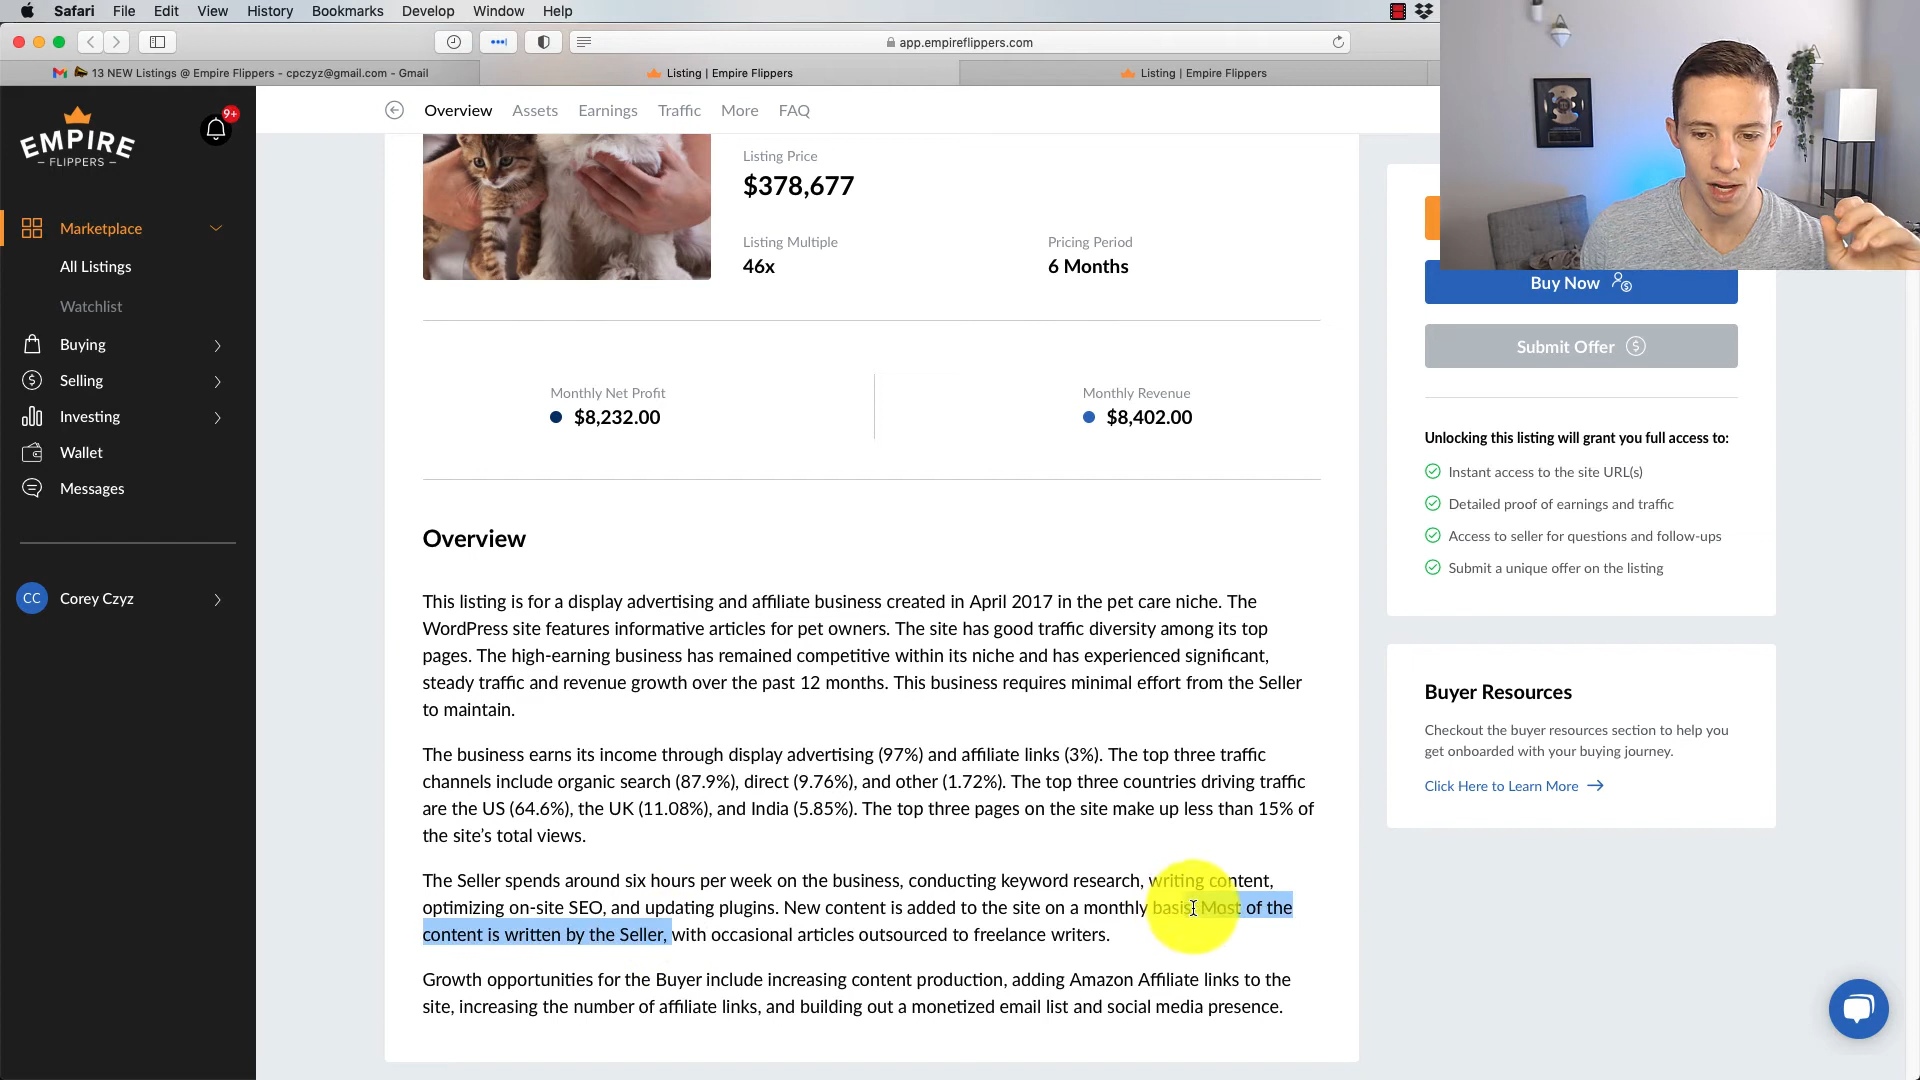 Safari File Edit View History Bookmarks Develop Window Help
app.empireflippers.com
13 NEW Listings @ Empire Flippers - cpczyz@gmail.com - Gmail
Listing | Empire Flippers
Listing | Empire Flippers
EMPIRE
FLIPPERS
9+
Marketplace
All Listings
Watchlist
Buying
Selling
Investing
Wallet
Messages
CC
Corey Czyz
Overview Assets Earnings Traffic More FAQ
Listing Price
$378,677
Listing Multiple
46x
Pricing Period
6 Months
Monthly Net Profit
$8,232.00
Monthly Revenue
$8,402.00
Overview
This listing is for a display advertising and affiliate business created in April 2017 in the pet care niche. The
WordPress site features informative articles for pet owners. The site has good traffic diversity among its top
pages. The high-earning business has remained competitive within its niche and has experienced significant,
steady traffic and revenue growth over the past 12 months. This business requires minimal effort from the Seller
to maintain.
The business earns its income through display advertising (97%) and affiliate links (3%). The top three traffic
channels include organic search (87.9%), direct (9.76%), and other (1.72%). The top three countries driving traffic
are the US (64.6%), the UK (11.08%), and India (5.85%). The top three pages on the site make up less than 15% of
the site's total views.
The Seller spends around six hours per week on the business, conducting keyword research, writing content,
optimizing on-site SEO, and updating plugins. New content is added to the site on a monthly basis. Most of the
content is written by the Seller, with occasional articles outsourced to freelance writers.
Growth opportunities for the Buyer include increasing content production, adding Amazon Affiliate links to the
site, increasing the number of affiliate links, and building out a monetized email list and social media presence.
Buy Now
Submit Offer
Unlocking this listing will grant you full access to:
Instant access to the site URL(s)
Detailed proof of earnings and traffic
Access to seller for questions and follow-ups
Submit a unique offer on the listing
Buyer Resources
Checkout the buyer resources section to help you
get onboarded with your buying journey.
Click Here to Learn More